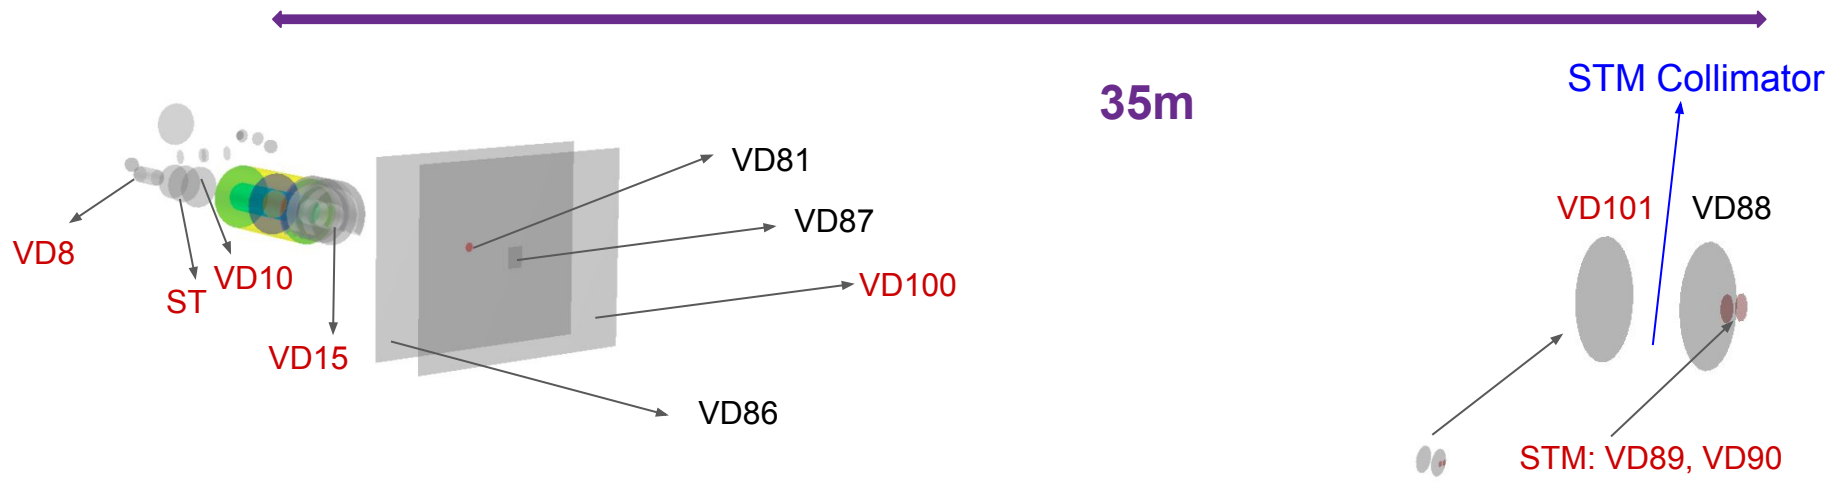 35m
STM Collimator
VD81
VD87
VD100
VD101
VD88
VD8
VD10
ST
VD15
VD86
STM: VD89, VD90